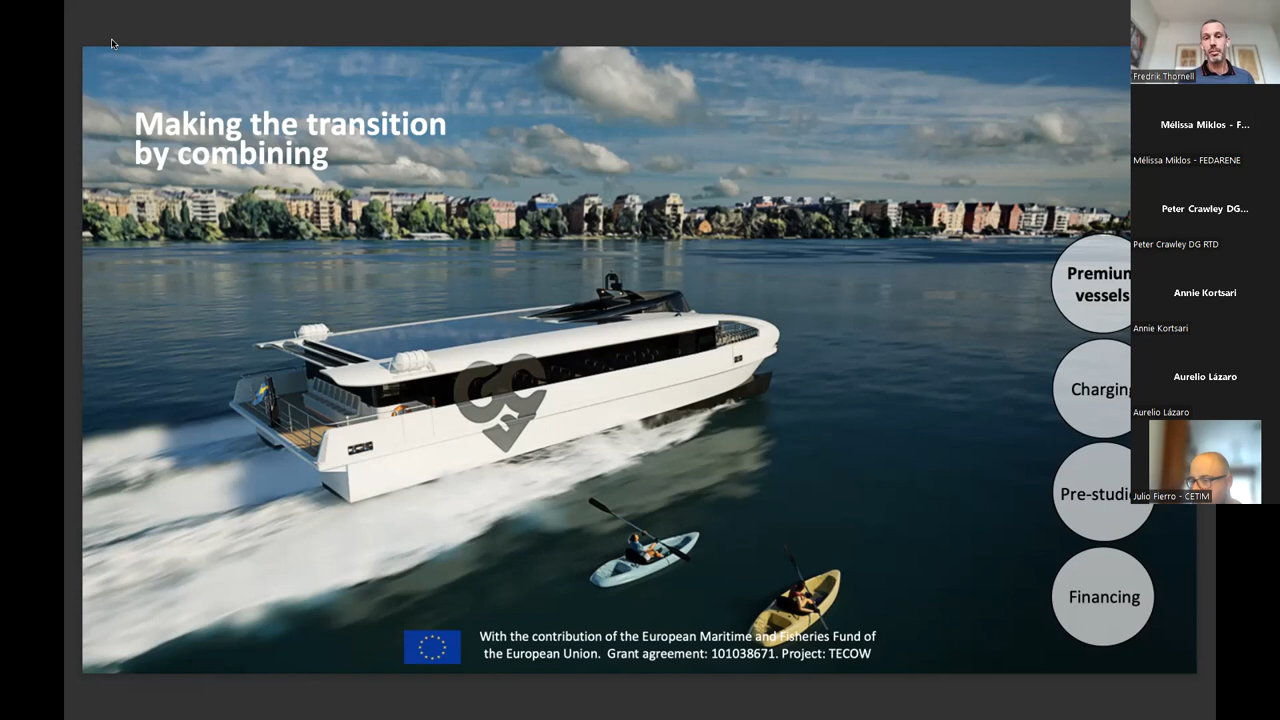 Making the transition
by combining
Premium
vessels
Charging
Pre-studi
Financing
With the contribution of the European Maritime and Fisheries Fund of
the European Union. Grant agreement: 101038671. Project: TECOW
Fredrik Thornell
Mélissa Miklos - F...
Mélissa Miklos - FEDARENE
Peter Crawley DG...
Peter Crawley DG RTD
Annie Kortsari
Annie Kortsari
Aurelio Lázaro
Aurelio Lázaro
Julio Fierro - CETIM